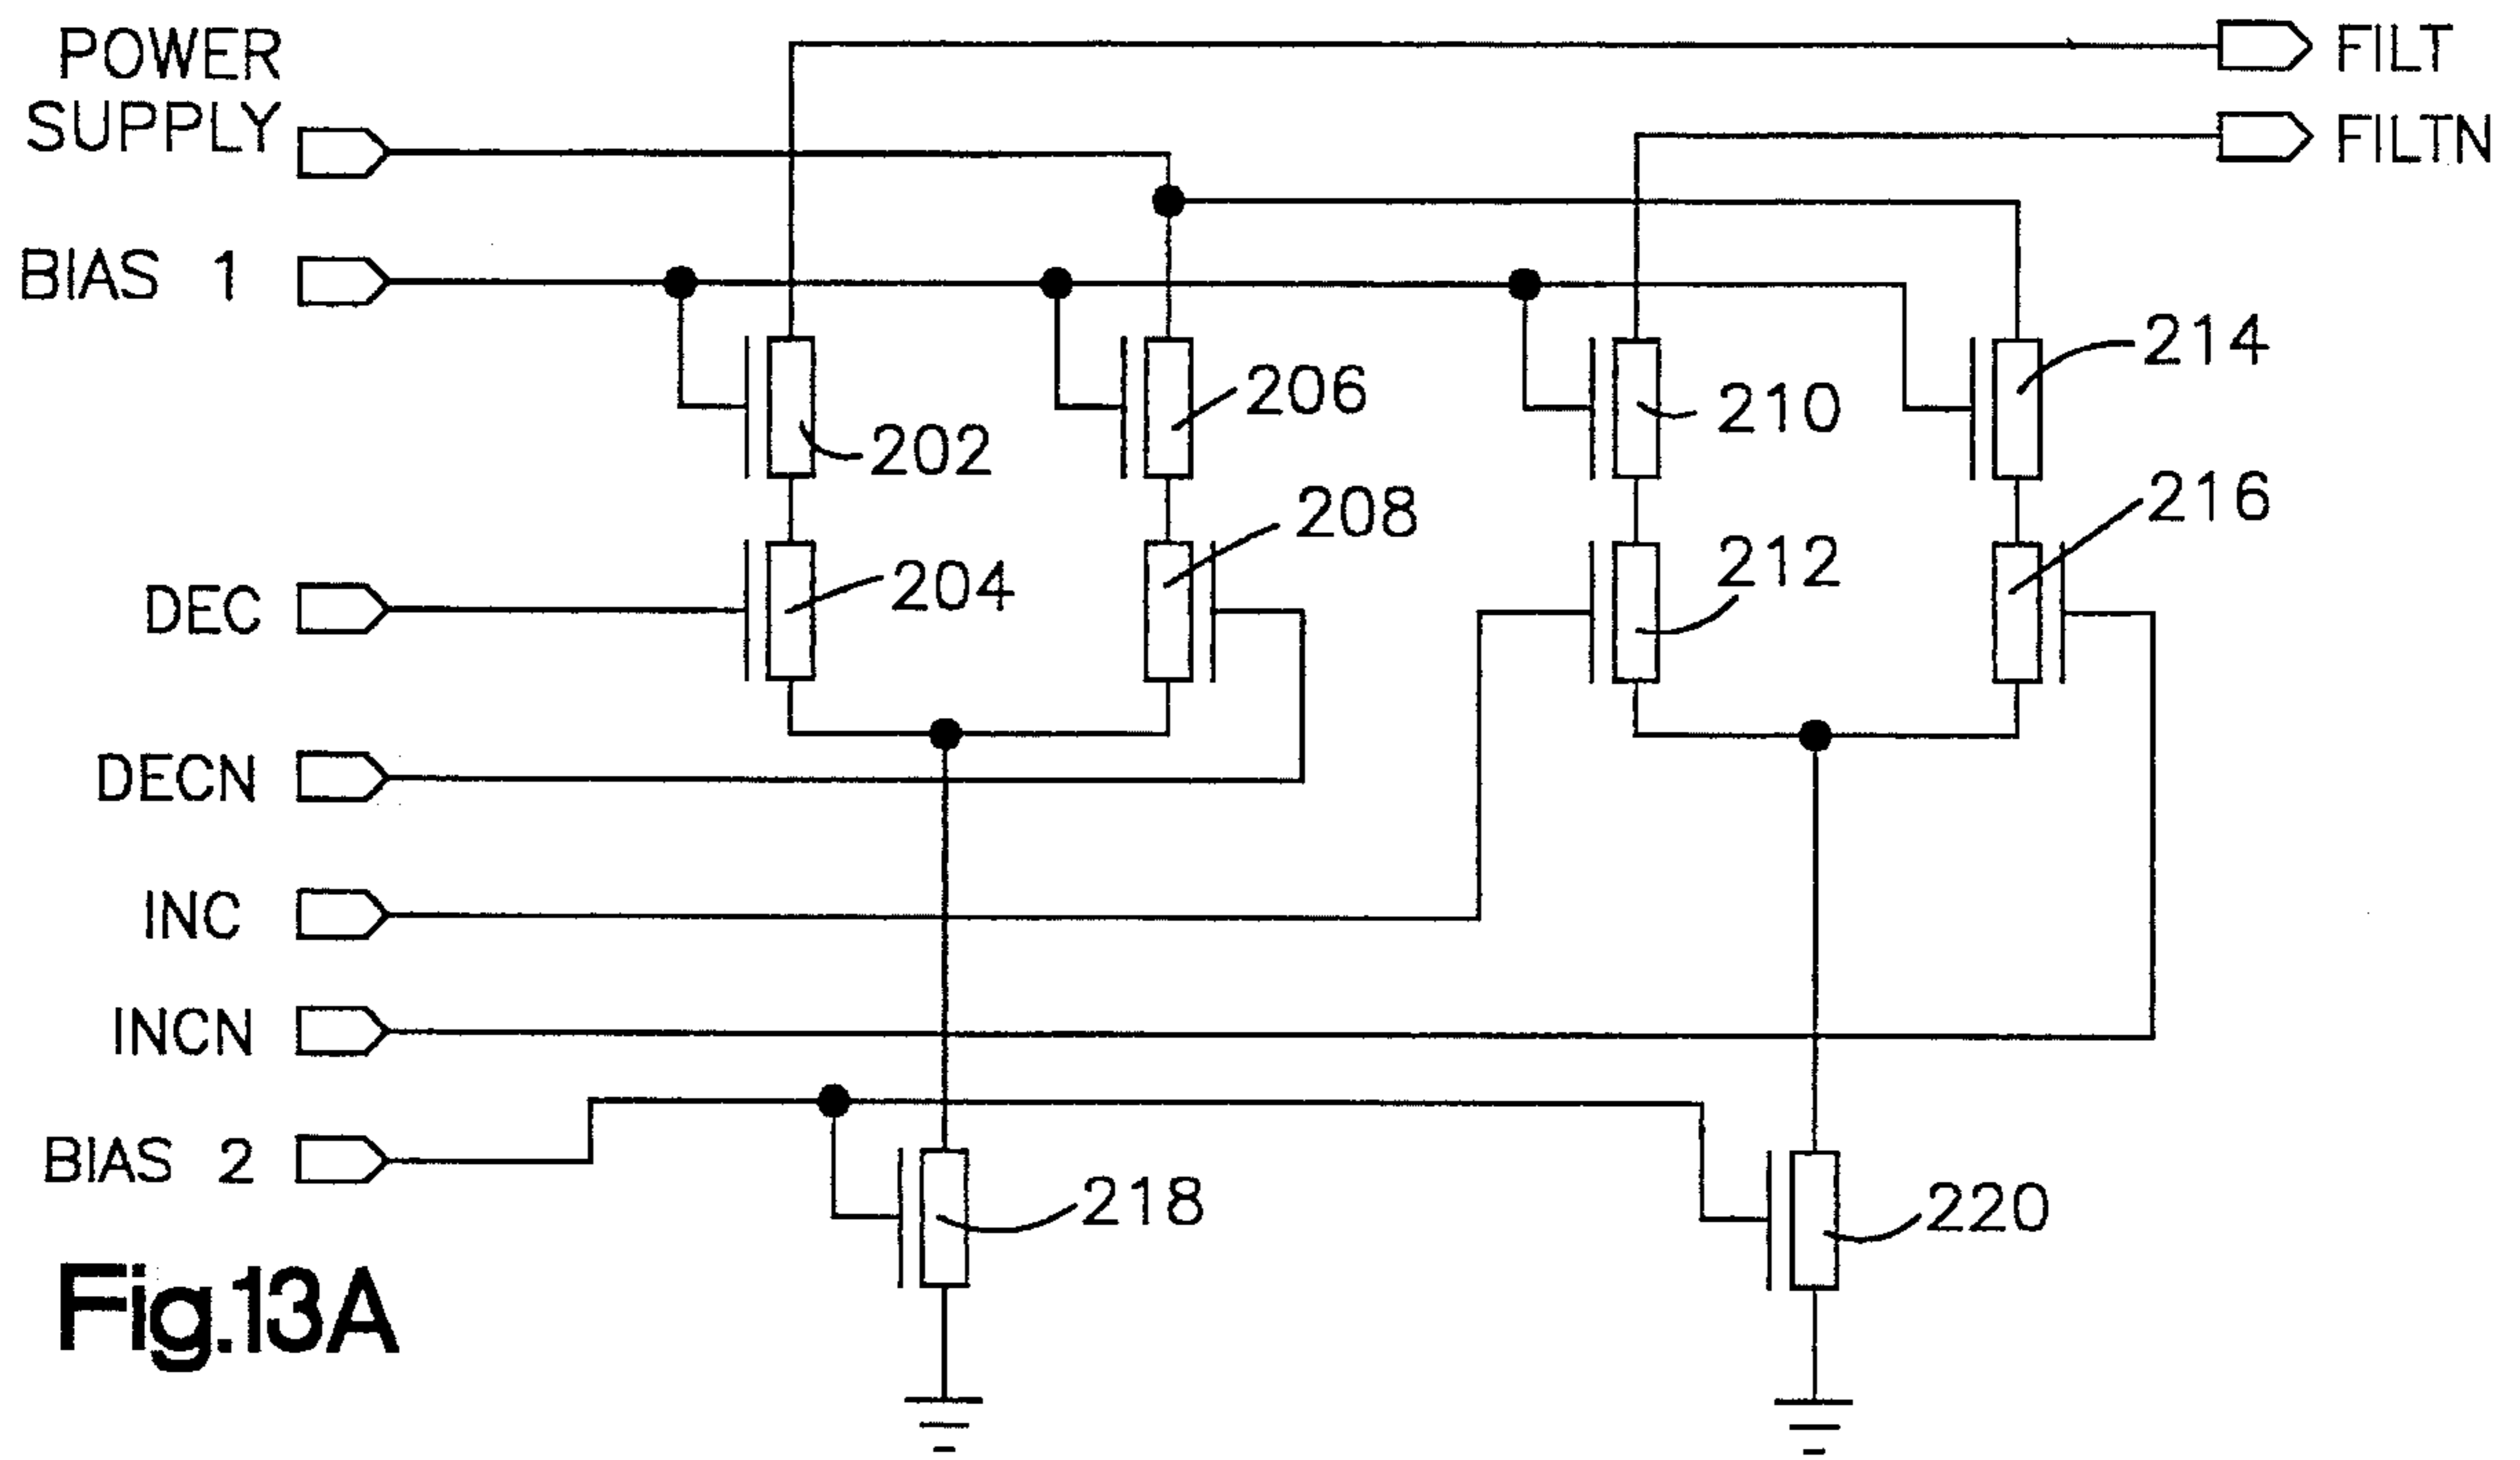 POWER
SUPPLY
FILT
FILTN
BIAS 1
214
206
210
202
216
208
212
204
DEC
DECN
INC
INCN
BIAS 2
218
220
Fig.13A